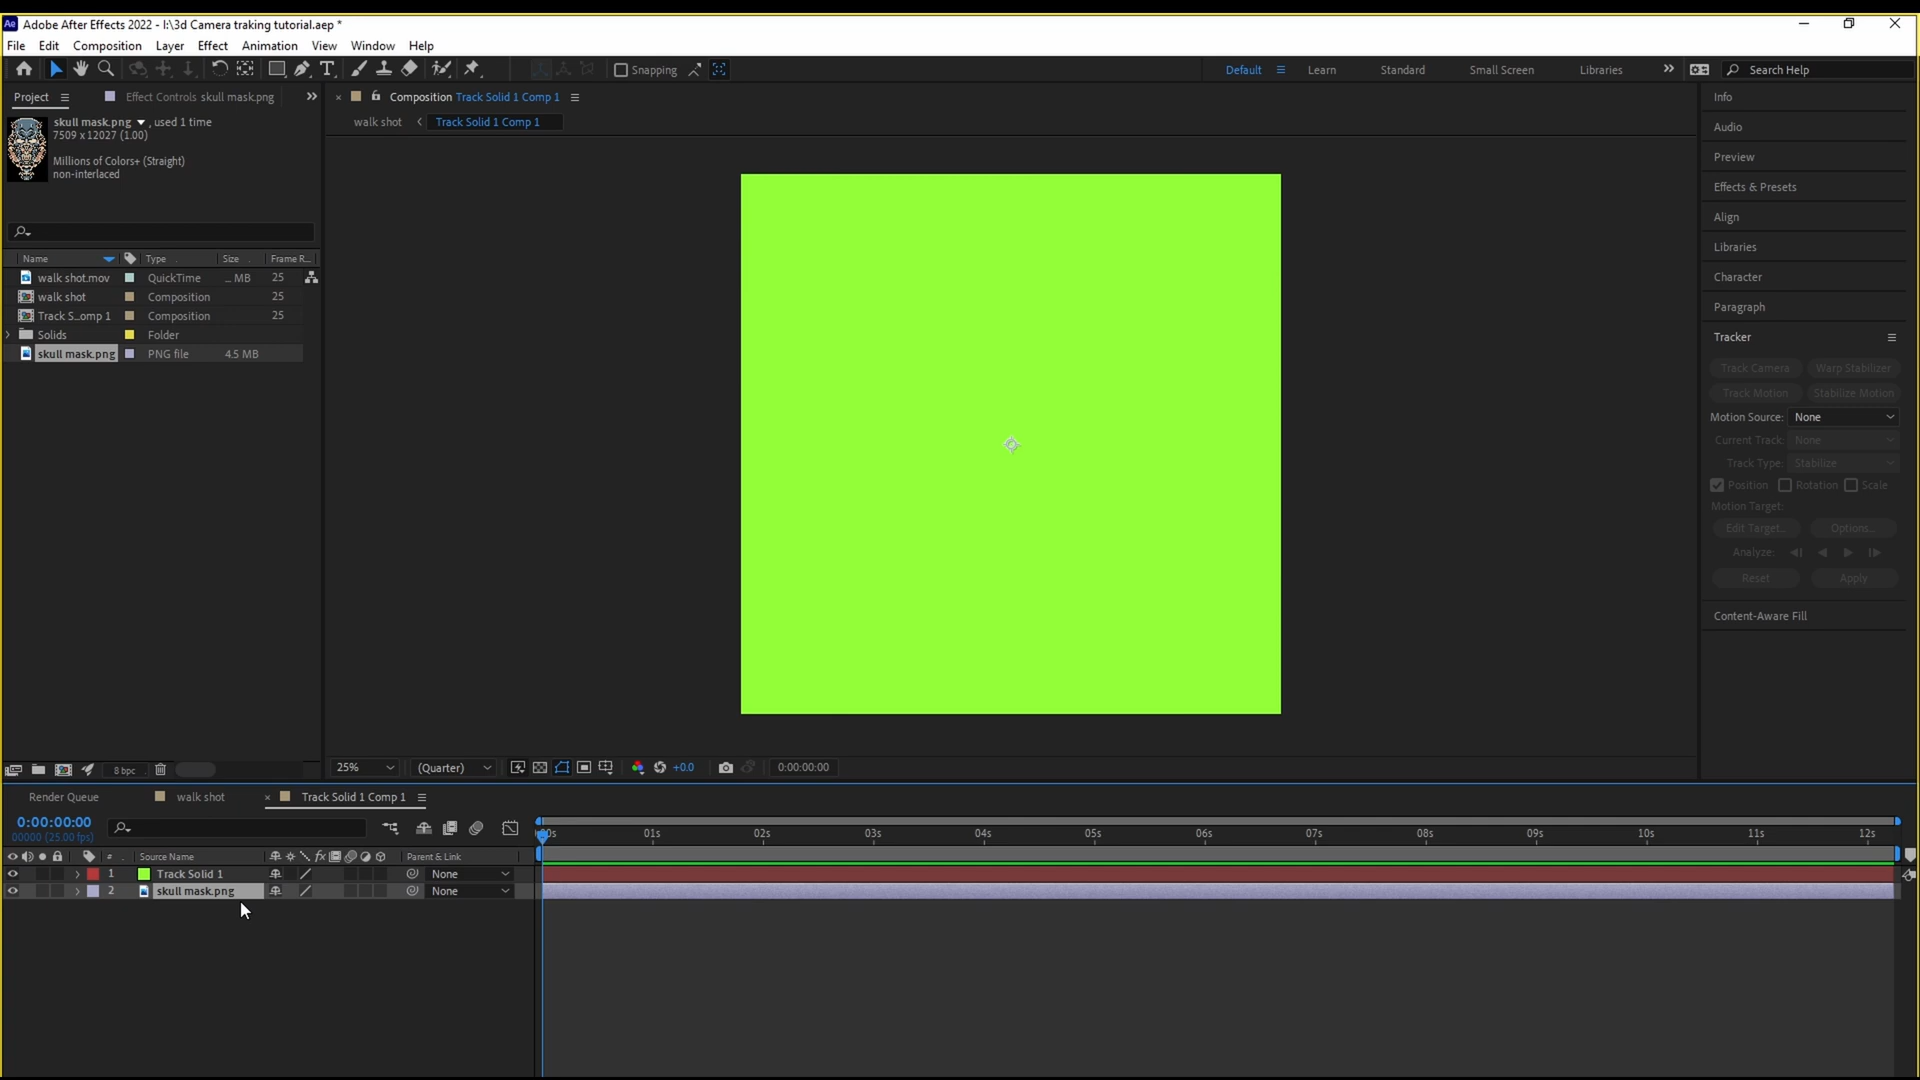 Ae Adobe After Effects 2022 - I:\3d Camera traking tutorial.aep *
File Edit Composition Layer Effect Animation View Window Help
T Snapping Default Learn Standard Small Screen Libraries Search Help
Project Effect Controls skull mask.png
Composition Track Solid 1 Comp 1
walk shot Track Solid 1 Comp 1
skull mask.png , used 1 time
7509 x 12027 (1.00)
Millions of Colors+ (Straight)
non-interlaced
Name Type Size Frame R...
walk shot.mov QuickTime ... MB 25
walk shot Composition 25
Track S...omp 1 Composition 25
Solids Folder
skull mask.png PNG file 4.5 MB
Info
Audio
Preview
Effects & Presets
Align
Libraries
Character
Paragraph
Tracker
Track Camera Warp Stabilizer
Track Motion Stabilize Motion
Motion Source: None
Current Track: None
Track Type: Stabilize
Position Rotation Scale
Motion Target:
Edit Target... Options...
Analyze:
Reset Apply
Content-Aware Fill
8 bpc
25% (Quarter) +0.0 0:00:00:00
Render Queue walk shot Track Solid 1 Comp 1
0:00:00:00
00000 (25.00 fps)
00s 01s 02s 03s 04s 05s 06s 07s 08s 09s 10s 11s 12s
# Source Name fx Parent & Link
1 Track Solid 1 None
2 skull mask.png None